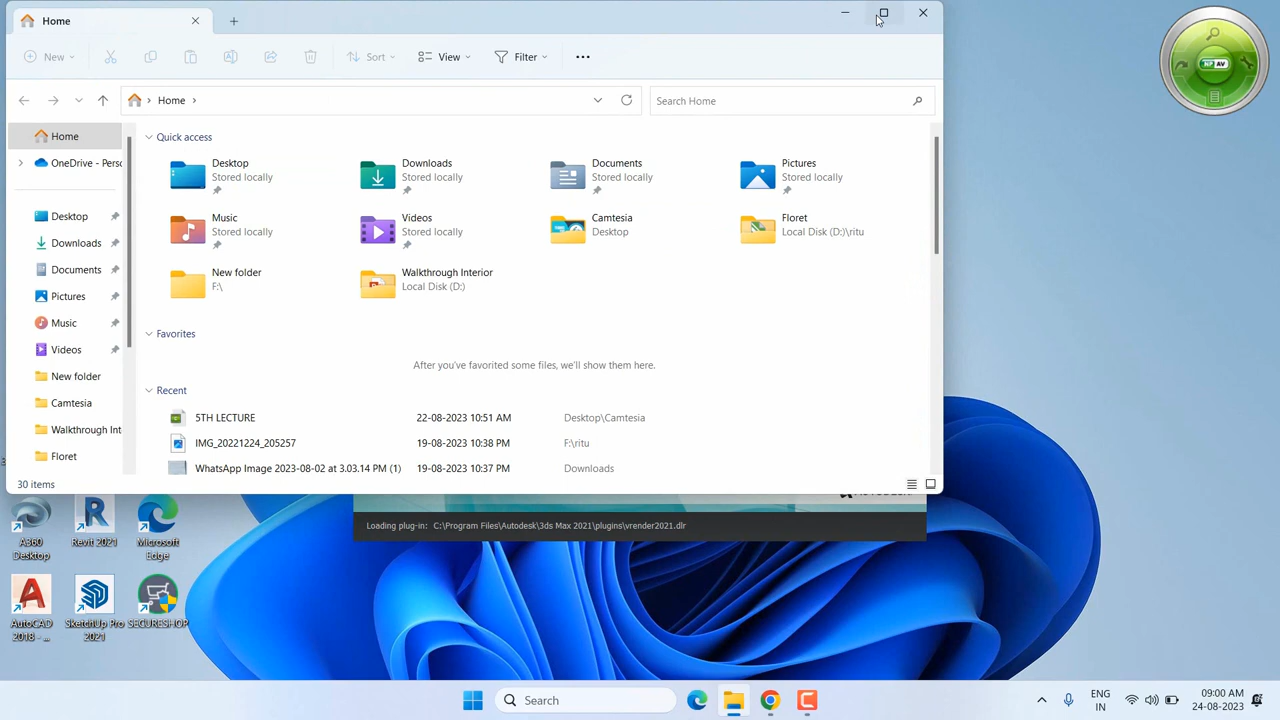 Home
New
Sort
View
Filter
Home
Search Home
Home
OneDrive - Persc
Desktop
Downloads
Documents
Pictures
Music
Videos
New folder
Camtesia
Walkthrough Int
Floret
Quick access
Desktop
Stored locally
Downloads
Stored locally
Documents
Stored locally
Pictures
Stored locally
Music
Stored locally
Videos
Stored locally
Camtesia
Desktop
Floret
Local Disk (D:)\ritu
New folder
F:\
Walkthrough Interior
Local Disk (D:)
Favorites
After you've favorited some files, we'll show them here.
Recent
5TH LECTURE 22-08-2023 10:51 AM Desktop\Camtesia
IMG_20221224_205257 19-08-2023 10:38 PM F:\ritu
WhatsApp Image 2023-08-02 at 3.03.14 PM (1) 19-08-2023 10:37 PM Downloads
30 items
NP AV
Loading plug-in: C:\Program Files\Autodesk\3ds Max 2021\plugins\vrender2021.dlr
A360
Desktop
Revit 2021
Microsoft
Edge
AutoCAD
2018 - ...
SketchUp Pro
2021
SECURESHOP
Search
ENG
IN
09:00 AM
24-08-2023